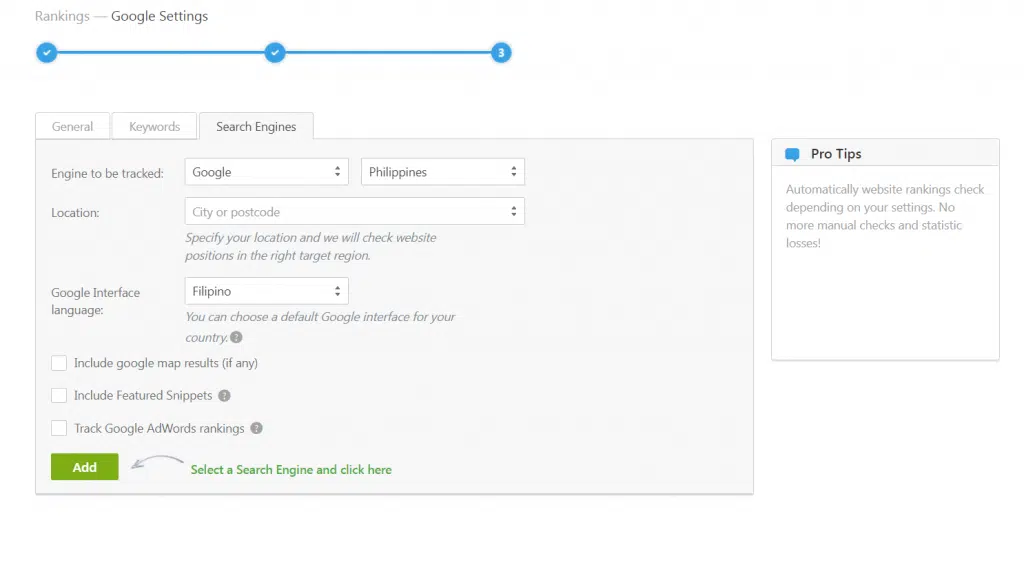 Rankings — Google Settings
3
General Keywords Search Engines
Engine to be tracked: Google Philippines
Location: City or postcode
Specify your location and we will check website
positions in the right target region.
Google Interface
language:
Filipino
You can choose a default Google interface for your
country. ?
Include google map results (if any)
Include Featured Snippets ?
Track Google AdWords rankings ?
Add
Select a Search Engine and click here
Pro Tips
Automatically website rankings check
depending on your settings. No
more manual checks and statistic
losses!